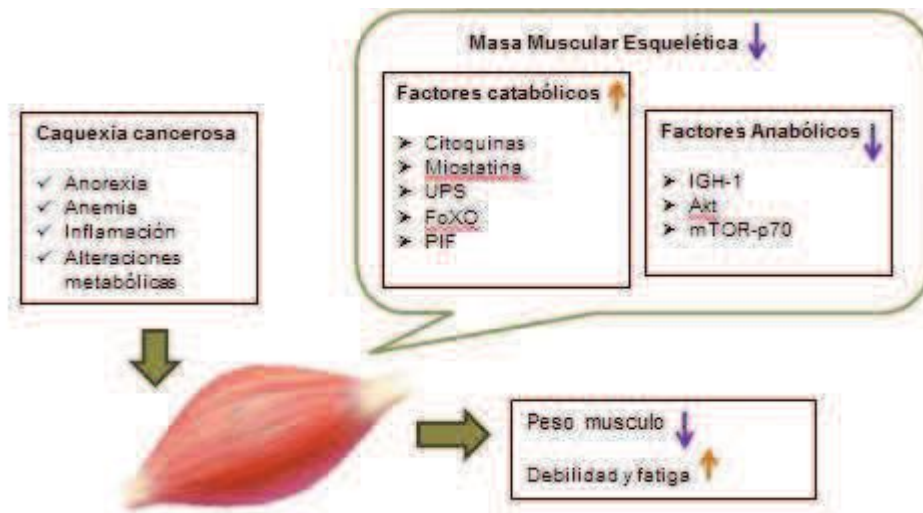 Masa Muscular Esquelética
Caquexia cancerosa
Anorexia
Anemia
Inflamación
Alteraciones
metabólicas
Factores catabólicos
Citoquinas
Miostatina
UPS
FoXO
PIF
Factores Anabólicos
IGH-1
Akt
mTOR-p70
Peso musculo
Debilidad y fatiga